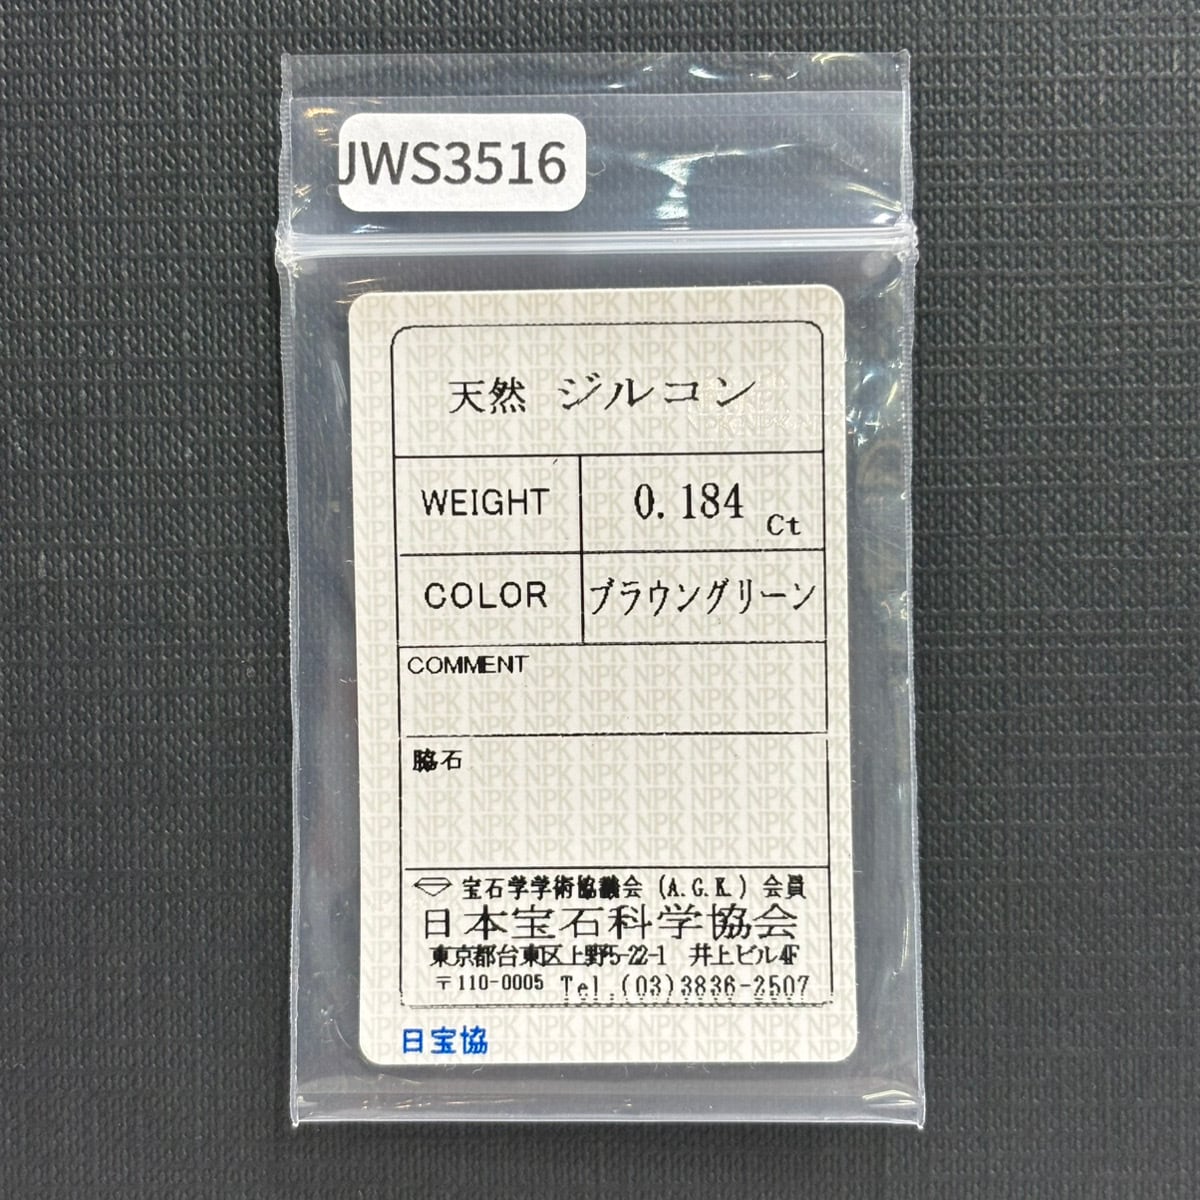 JWS3516
天然 ジルコン
WEIGHT 0.184 Ct
COLOR ブラウングリーン
COMMENT
脇石
宝石学学術協議会 (A.G.K.) 会員
日本宝石科学協会
東京都台東区上野5-22-1 井上ビル4F
〒110-0005 Tel.(03)3836-2507
日宝協